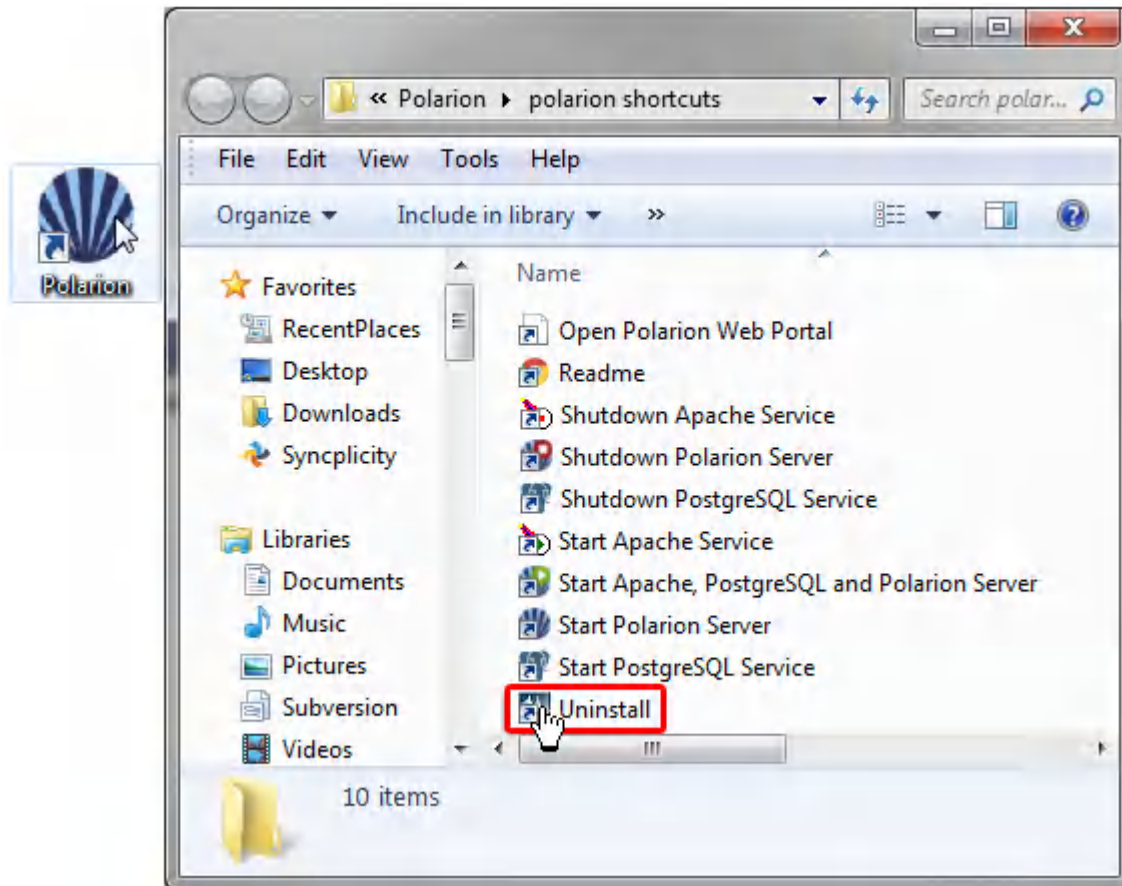 « Polarion ▸ polarion shortcuts
Search polar...
File Edit View Tools Help
Organize Include in library »
Polarion
Favorites
RecentPlaces
Desktop
Downloads
Syncplicity
Libraries
Documents
Music
Pictures
Subversion
Videos
Name
Open Polarion Web Portal
Readme
Shutdown Apache Service
Shutdown Polarion Server
Shutdown PostgreSQL Service
Start Apache Service
Start Apache, PostgreSQL and Polarion Server
Start Polarion Server
Start PostgreSQL Service
Uninstall
10 items